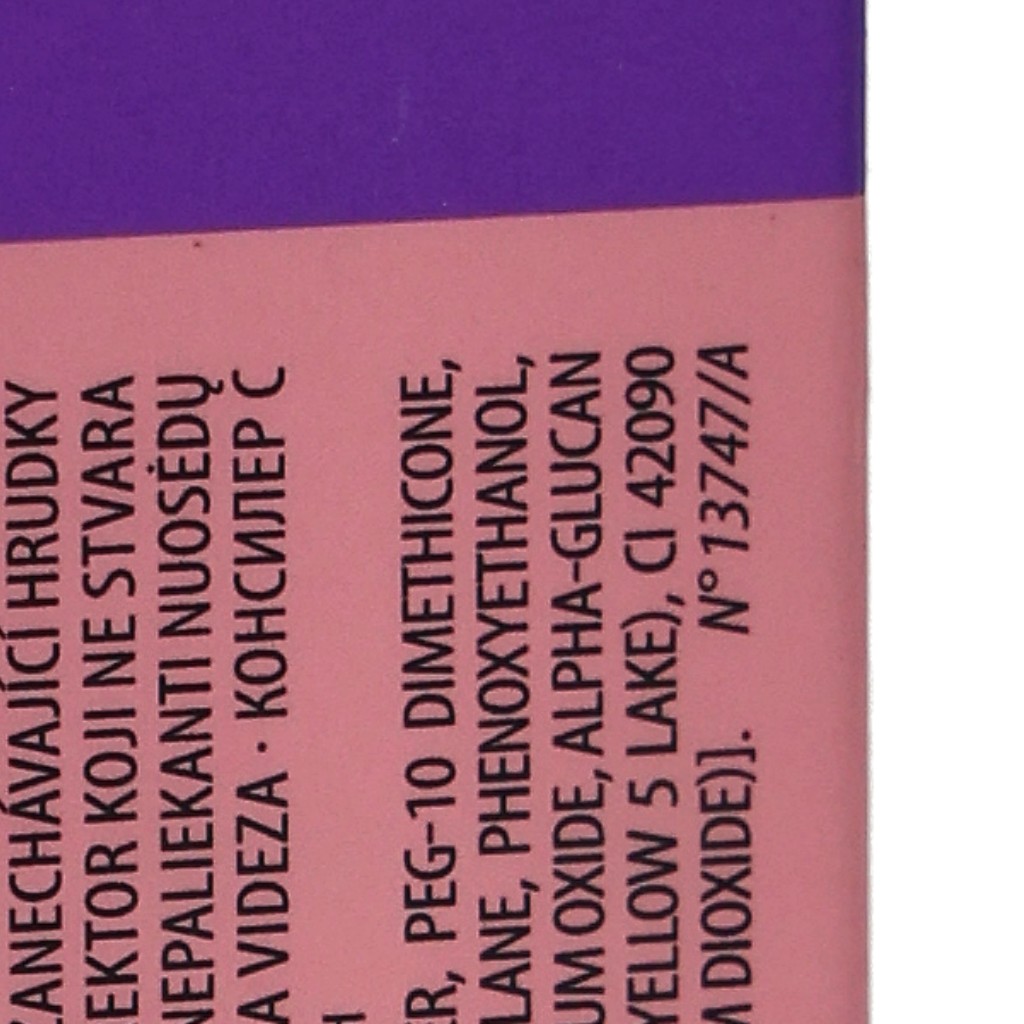 ZANECHÁVAJÍCÍ HRUDKY
EKTOR KOJI NE STVARA
NEPALIEKANTI NUOSĖDŲ
A VIDEZA · КОНСИЛЕР С
ER, PEG-10 DIMETHICONE,
LANE, PHENOXYETHANOL,
UM OXIDE, ALPHA-GLUCAN
YELLOW 5 LAKE), CI 42090
M DIOXIDE)]. N° 13747/A